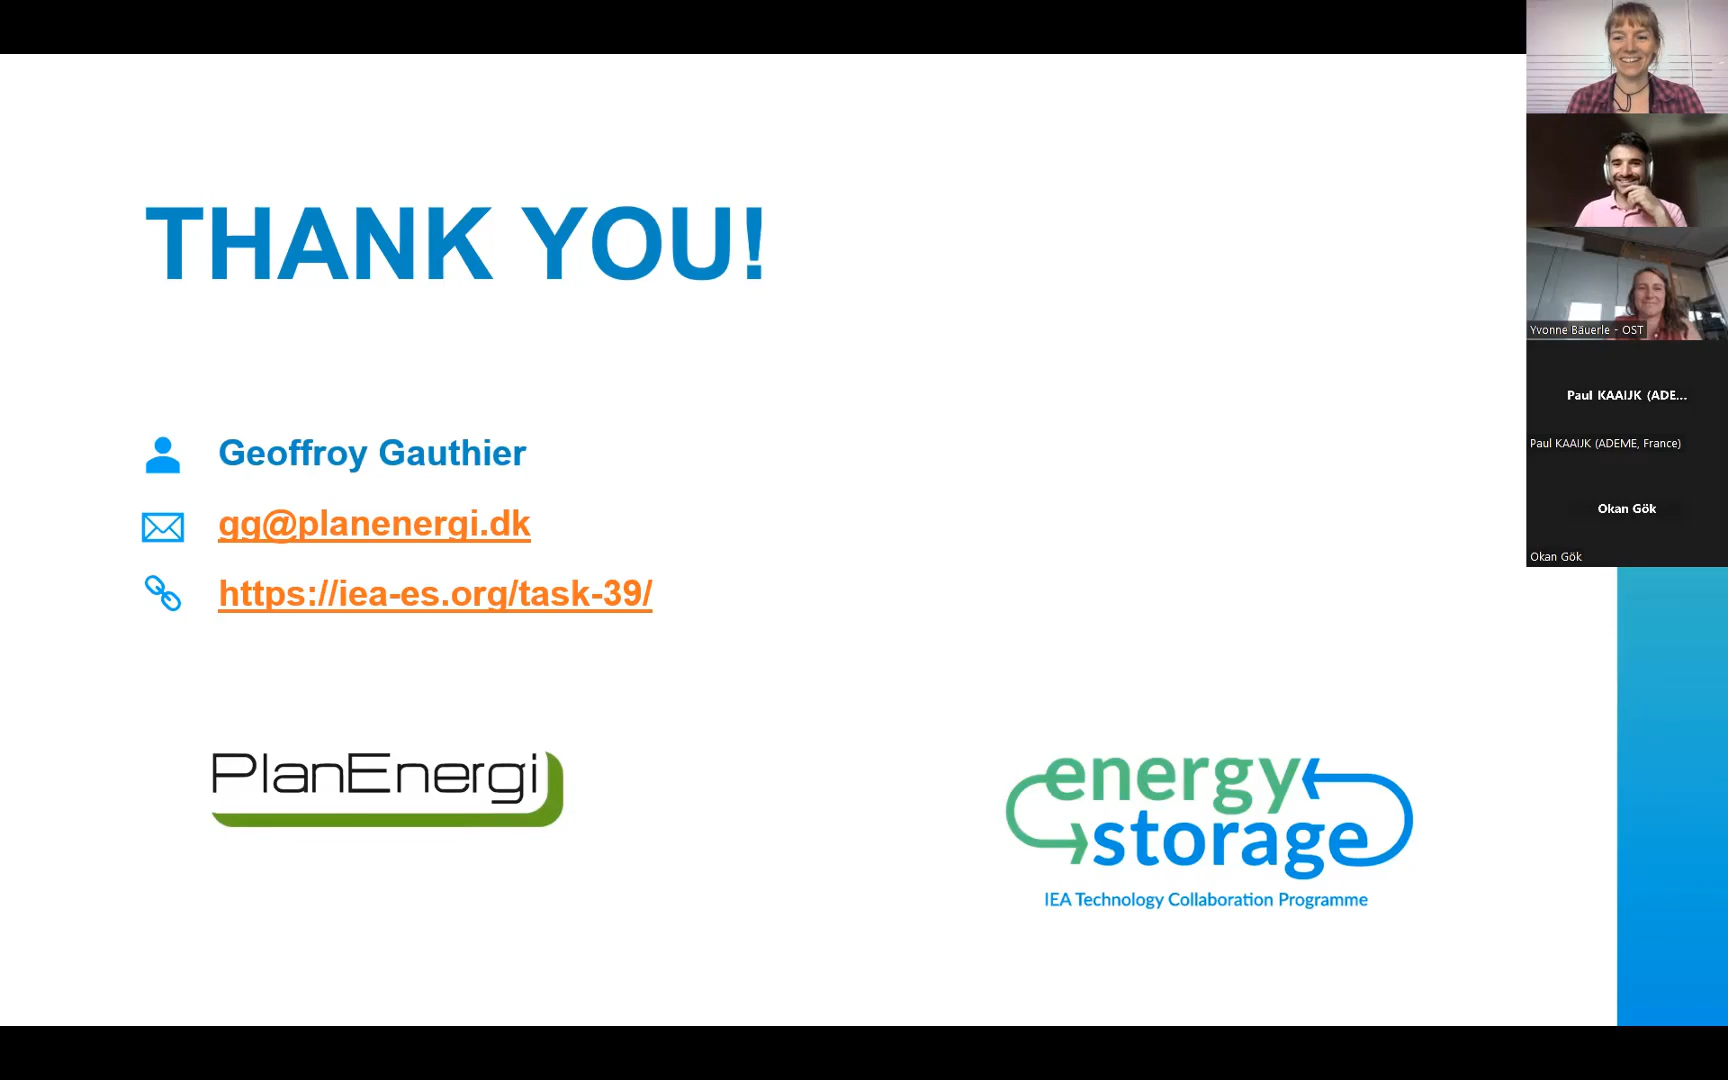 THANK YOU!
Geoffroy Gauthier
gg@planenergi.dk
https://iea-es.org/task-39/
PlanEnergi
energy
storage
IEA Technology Collaboration Programme
Yvonne Bäuerle - OST
Paul KAAIJK (ADE...
Paul KAAIJK (ADEME, France)
Okan Gök
Okan Gök